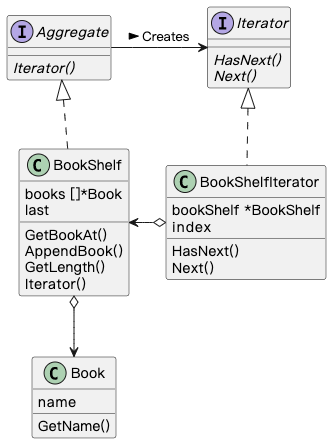 I Aggregate
Iterator()
Creates
I Iterator
HasNext()
Next()
C BookShelf
books []*Book
last
GetBookAt()
AppendBook()
GetLength()
Iterator()
C BookShelfIterator
bookShelf *BookShelf
index
HasNext()
Next()
C Book
name
GetName()